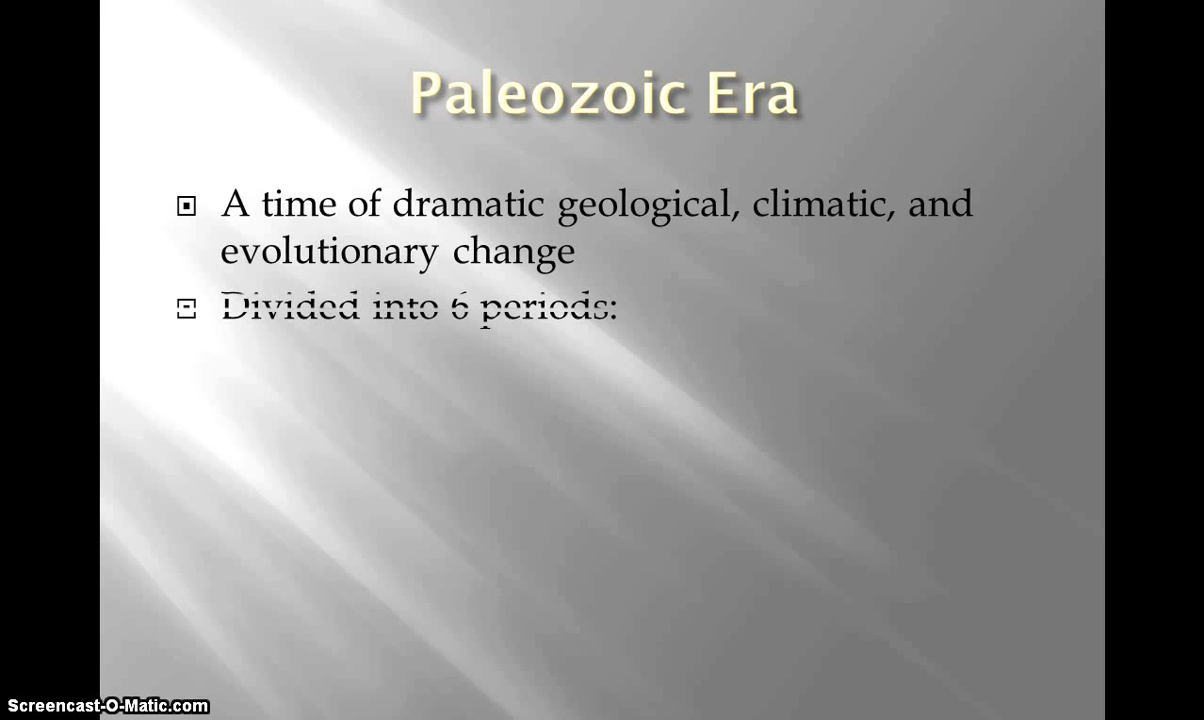 Paleozoic Era
A time of dramatic geological, climatic, and
evolutionary change
Divided into 6 periods:
Screencast-O-Matic.com